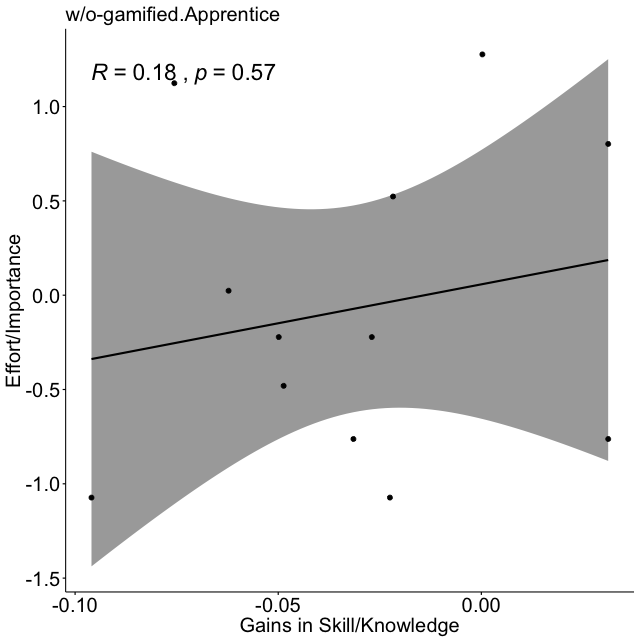 w/o-gamified.Apprentice
R = 0.18 , p = 0.57
Effort/Importance
1.0
0.5
0.0
-0.5
-1.0
-1.5
-0.10 -0.05 0.00
Gains in Skill/Knowledge